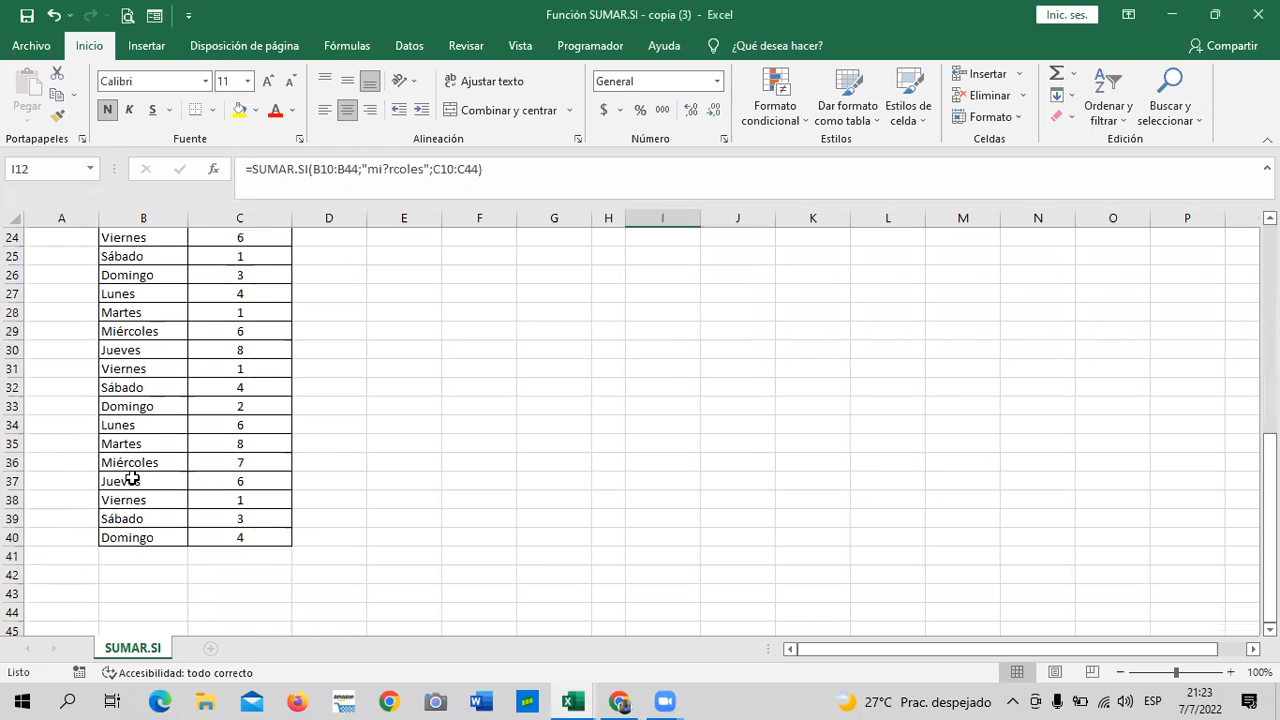 Función SUMAR.SI - copia (3) - Excel
Inic. ses.
Archivo Inicio Insertar Disposición de página Fórmulas Datos Revisar Vista Programador Ayuda ¿Qué desea hacer? Compartir
Calibri 11 Ajustar texto General Insertar
Pegar N K S Combinar y centrar $ % 000 Formato condicional Dar formato como tabla Estilos de celda Eliminar Formato Ordenar y filtrar Buscar y seleccionar
Portapapeles Fuente Alineación Número Estilos Celdas Edición
I12 fx =SUMAR.SI(B10:B44;"mi?rcoles";C10:C44)
A B C D E F G H I J K L M N O P
24 Viernes 6
25 Sábado 1
26 Domingo 3
27 Lunes 4
28 Martes 1
29 Miércoles 6
30 Jueves 8
31 Viernes 1
32 Sábado 4
33 Domingo 2
34 Lunes 6
35 Martes 8
36 Miércoles 7
37 Jueves 6
38 Viernes 1
39 Sábado 3
40 Domingo 4
41
42
43
44
45
SUMAR.SI
Listo Accesibilidad: todo correcto 100%
27°C Prac. despejado ESP 21:23
7/7/2022